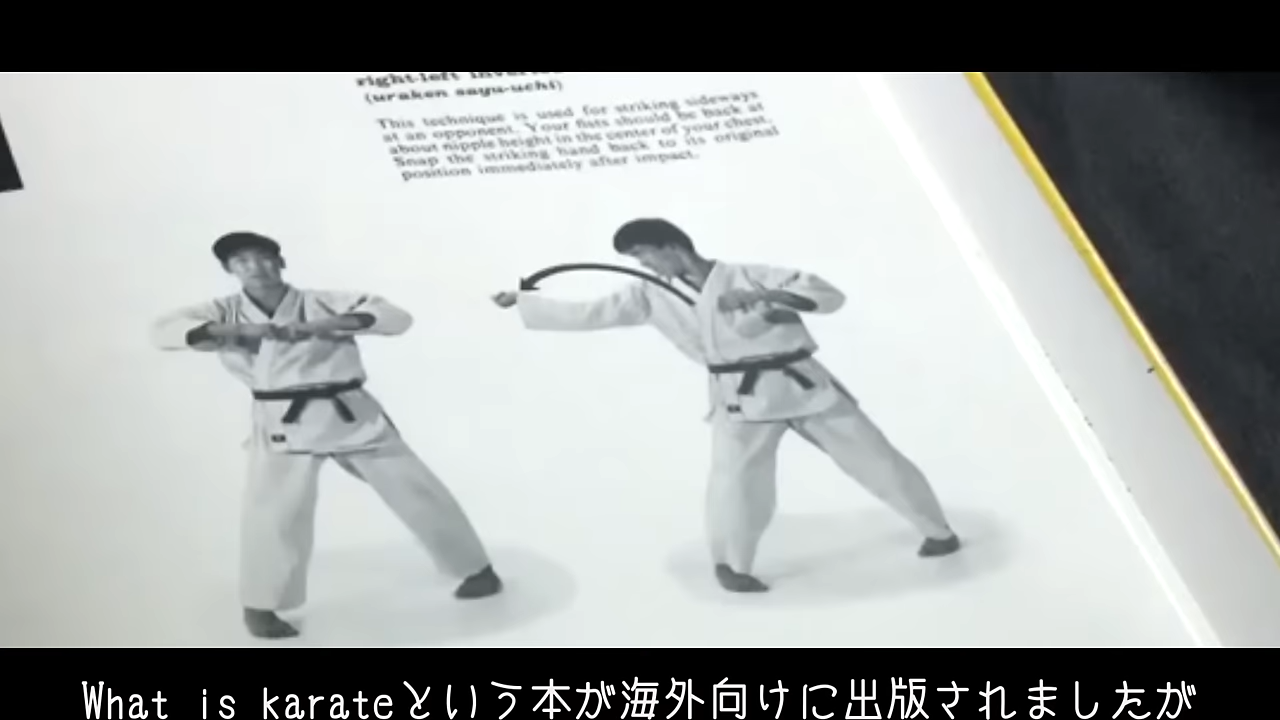 right-left
(uraken sayu-uchi)
This technique is used for striking sideways
at an opponent. Your fists should be back at
about nipple height in the center of your chest.
Snap the striking hand back to its original
position immediately after impact.
What is karateという本が海外向けに出版されましたが